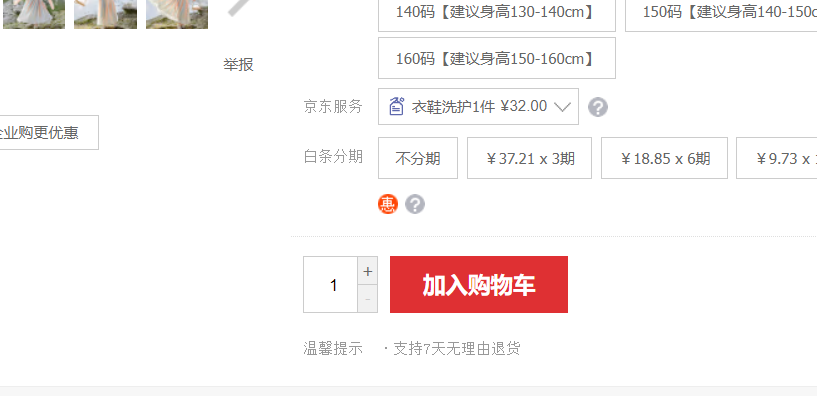 140码【建议身高130-140cm】 150码【建议身高140-150c
160码【建议身高150-160cm】
举报
京东服务 衣鞋洗护1件 ¥32.00 ?
企业购更优惠
白条分期 不分期 ¥37.21 x 3期 ¥18.85 x 6期 ¥9.73 x 1
惠 ?
1 + - 加入购物车
温馨提示 ·支持7天无理由退货